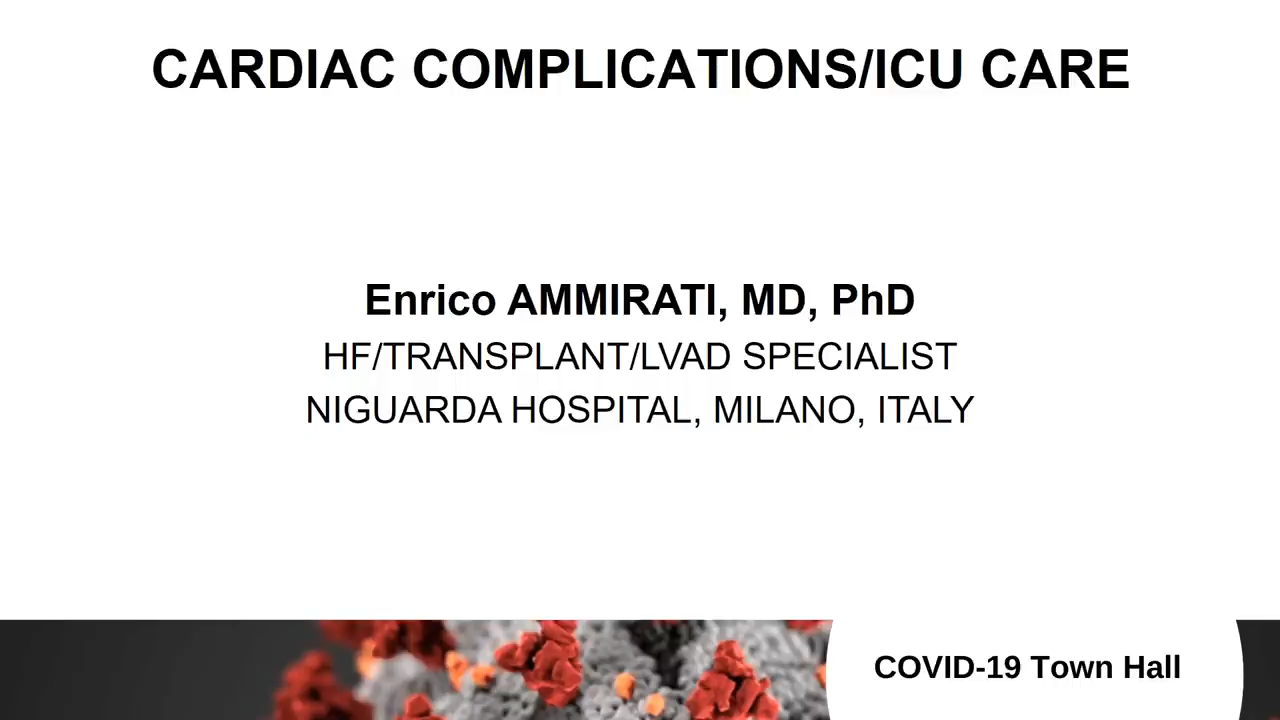 CARDIAC COMPLICATIONS/ICU CARE
Enrico AMMIRATI, MD, PhD
HF/TRANSPLANT/LVAD SPECIALIST
NIGUARDA HOSPITAL, MILANO, ITALY
COVID-19 Town Hall